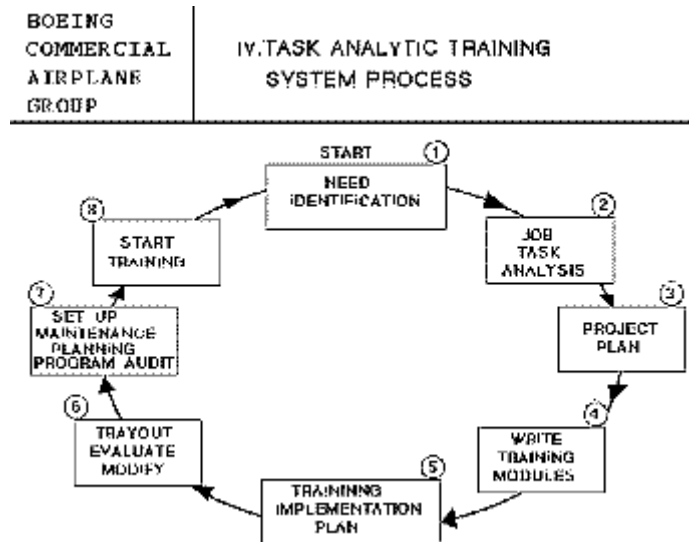 BOEING
COMMERCIAL
AIRPLANE
GROUP
IV.TASK ANALYTIC TRAINING
SYSTEM PROCESS
START
1
NEED
IDENTIFICATION
2
JOB
TASK
ANALYSIS
3
PROJECT
PLAN
4
WRITE
TRAINING
MODULES
5
TRAININNG
IMPLEMENTATION
PLAN
6
TRAYOUT
EVALUATE
MODIFY
7
SET UP
MAINTENANCE
PLANNING
PROGRAM AUDIT
8
START
TRAINING